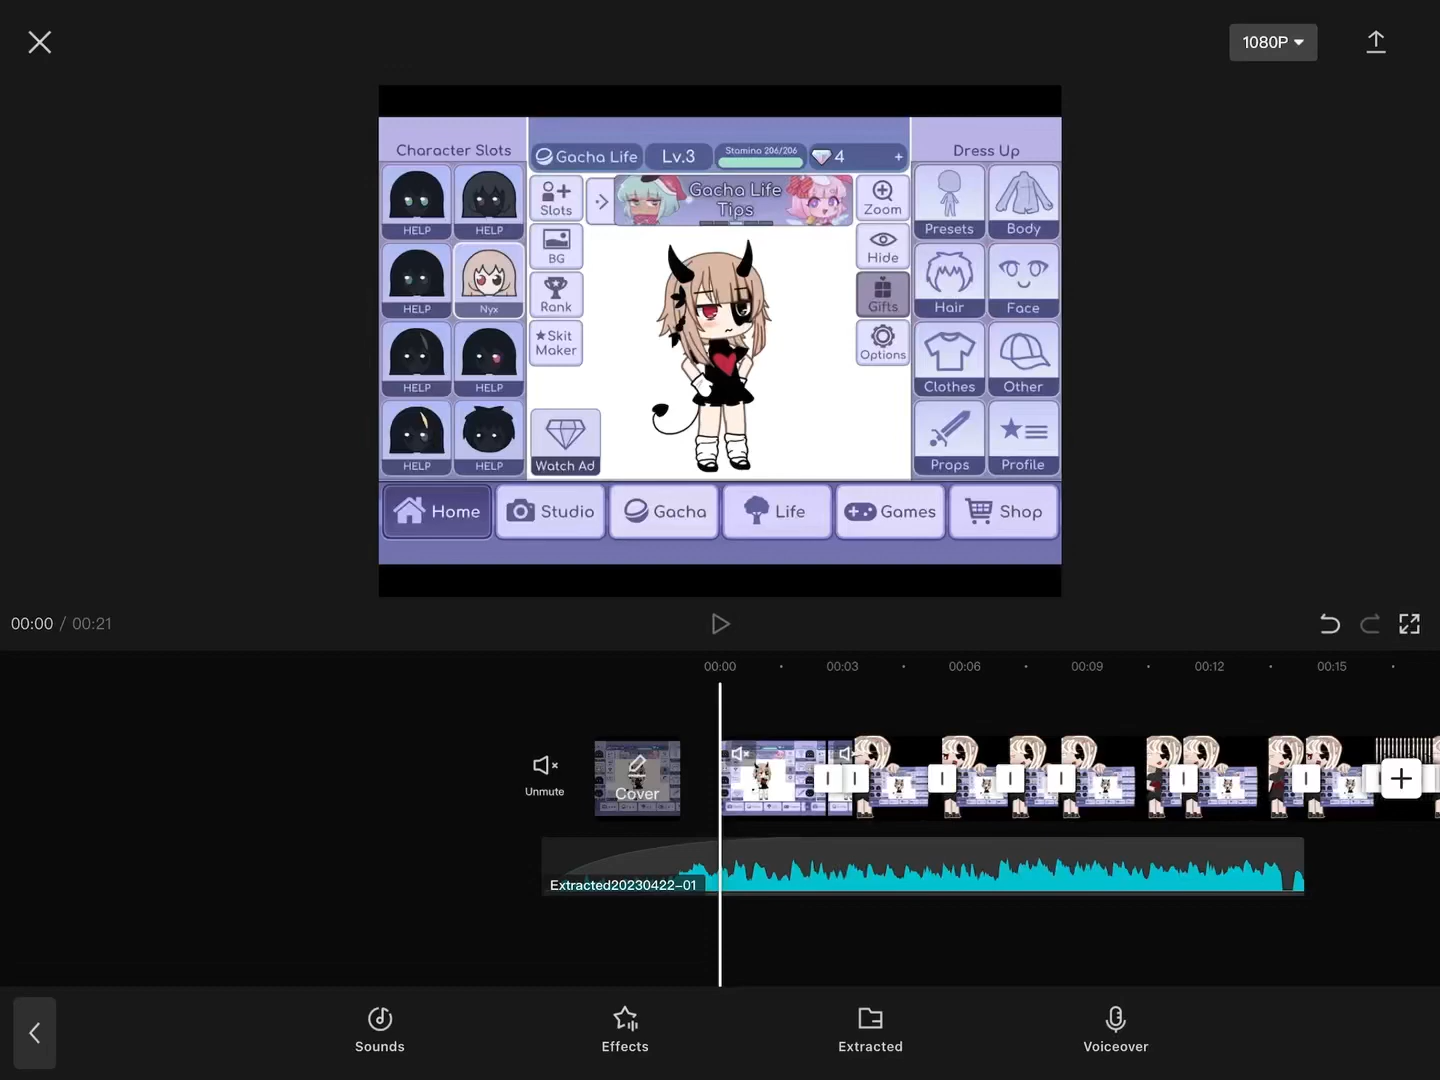 1080P
Character Slots
Gacha Life
Lv.3
Stamina 206/206
4
+
Dress Up
HELP
HELP
Slots
Gacha Life
Tips
Zoom
Presets
Body
BG
Hide
HELP
Nyx
Rank
Gifts
Hair
Face
Skit
Maker
Options
HELP
HELP
Clothes
Other
HELP
HELP
Watch Ad
Props
Profile
Home
Studio
Gacha
Life
Games
Shop
00:00 / 00:21
00:00
00:03
00:06
00:09
00:12
00:15
Unmute
Cover
Extracted20230422-01
Sounds
Effects
Extracted
Voiceover